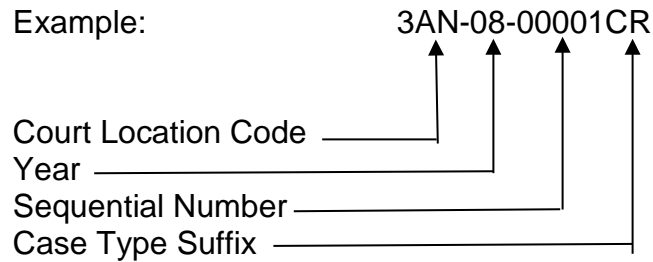 Example: 3AN-08-00001CR
Court Location Code
Year
Sequential Number
Case Type Suffix